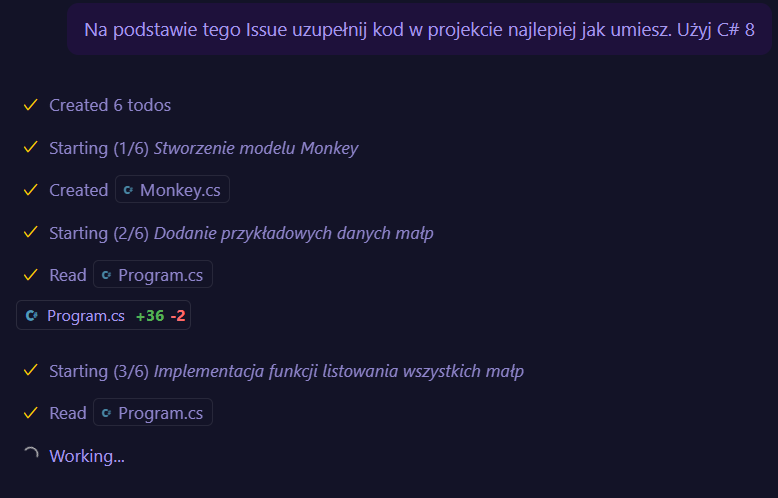 Na podstawie tego Issue uzupełnij kod w projekcie najlepiej jak umiesz. Użyj C# 8
Created 6 todos
Starting (1/6) Stworzenie modelu Monkey
Created Monkey.cs
Starting (2/6) Dodanie przykładowych danych małp
Read Program.cs
Program.cs +36 -2
Starting (3/6) Implementacja funkcji listowania wszystkich małp
Read Program.cs
Working...